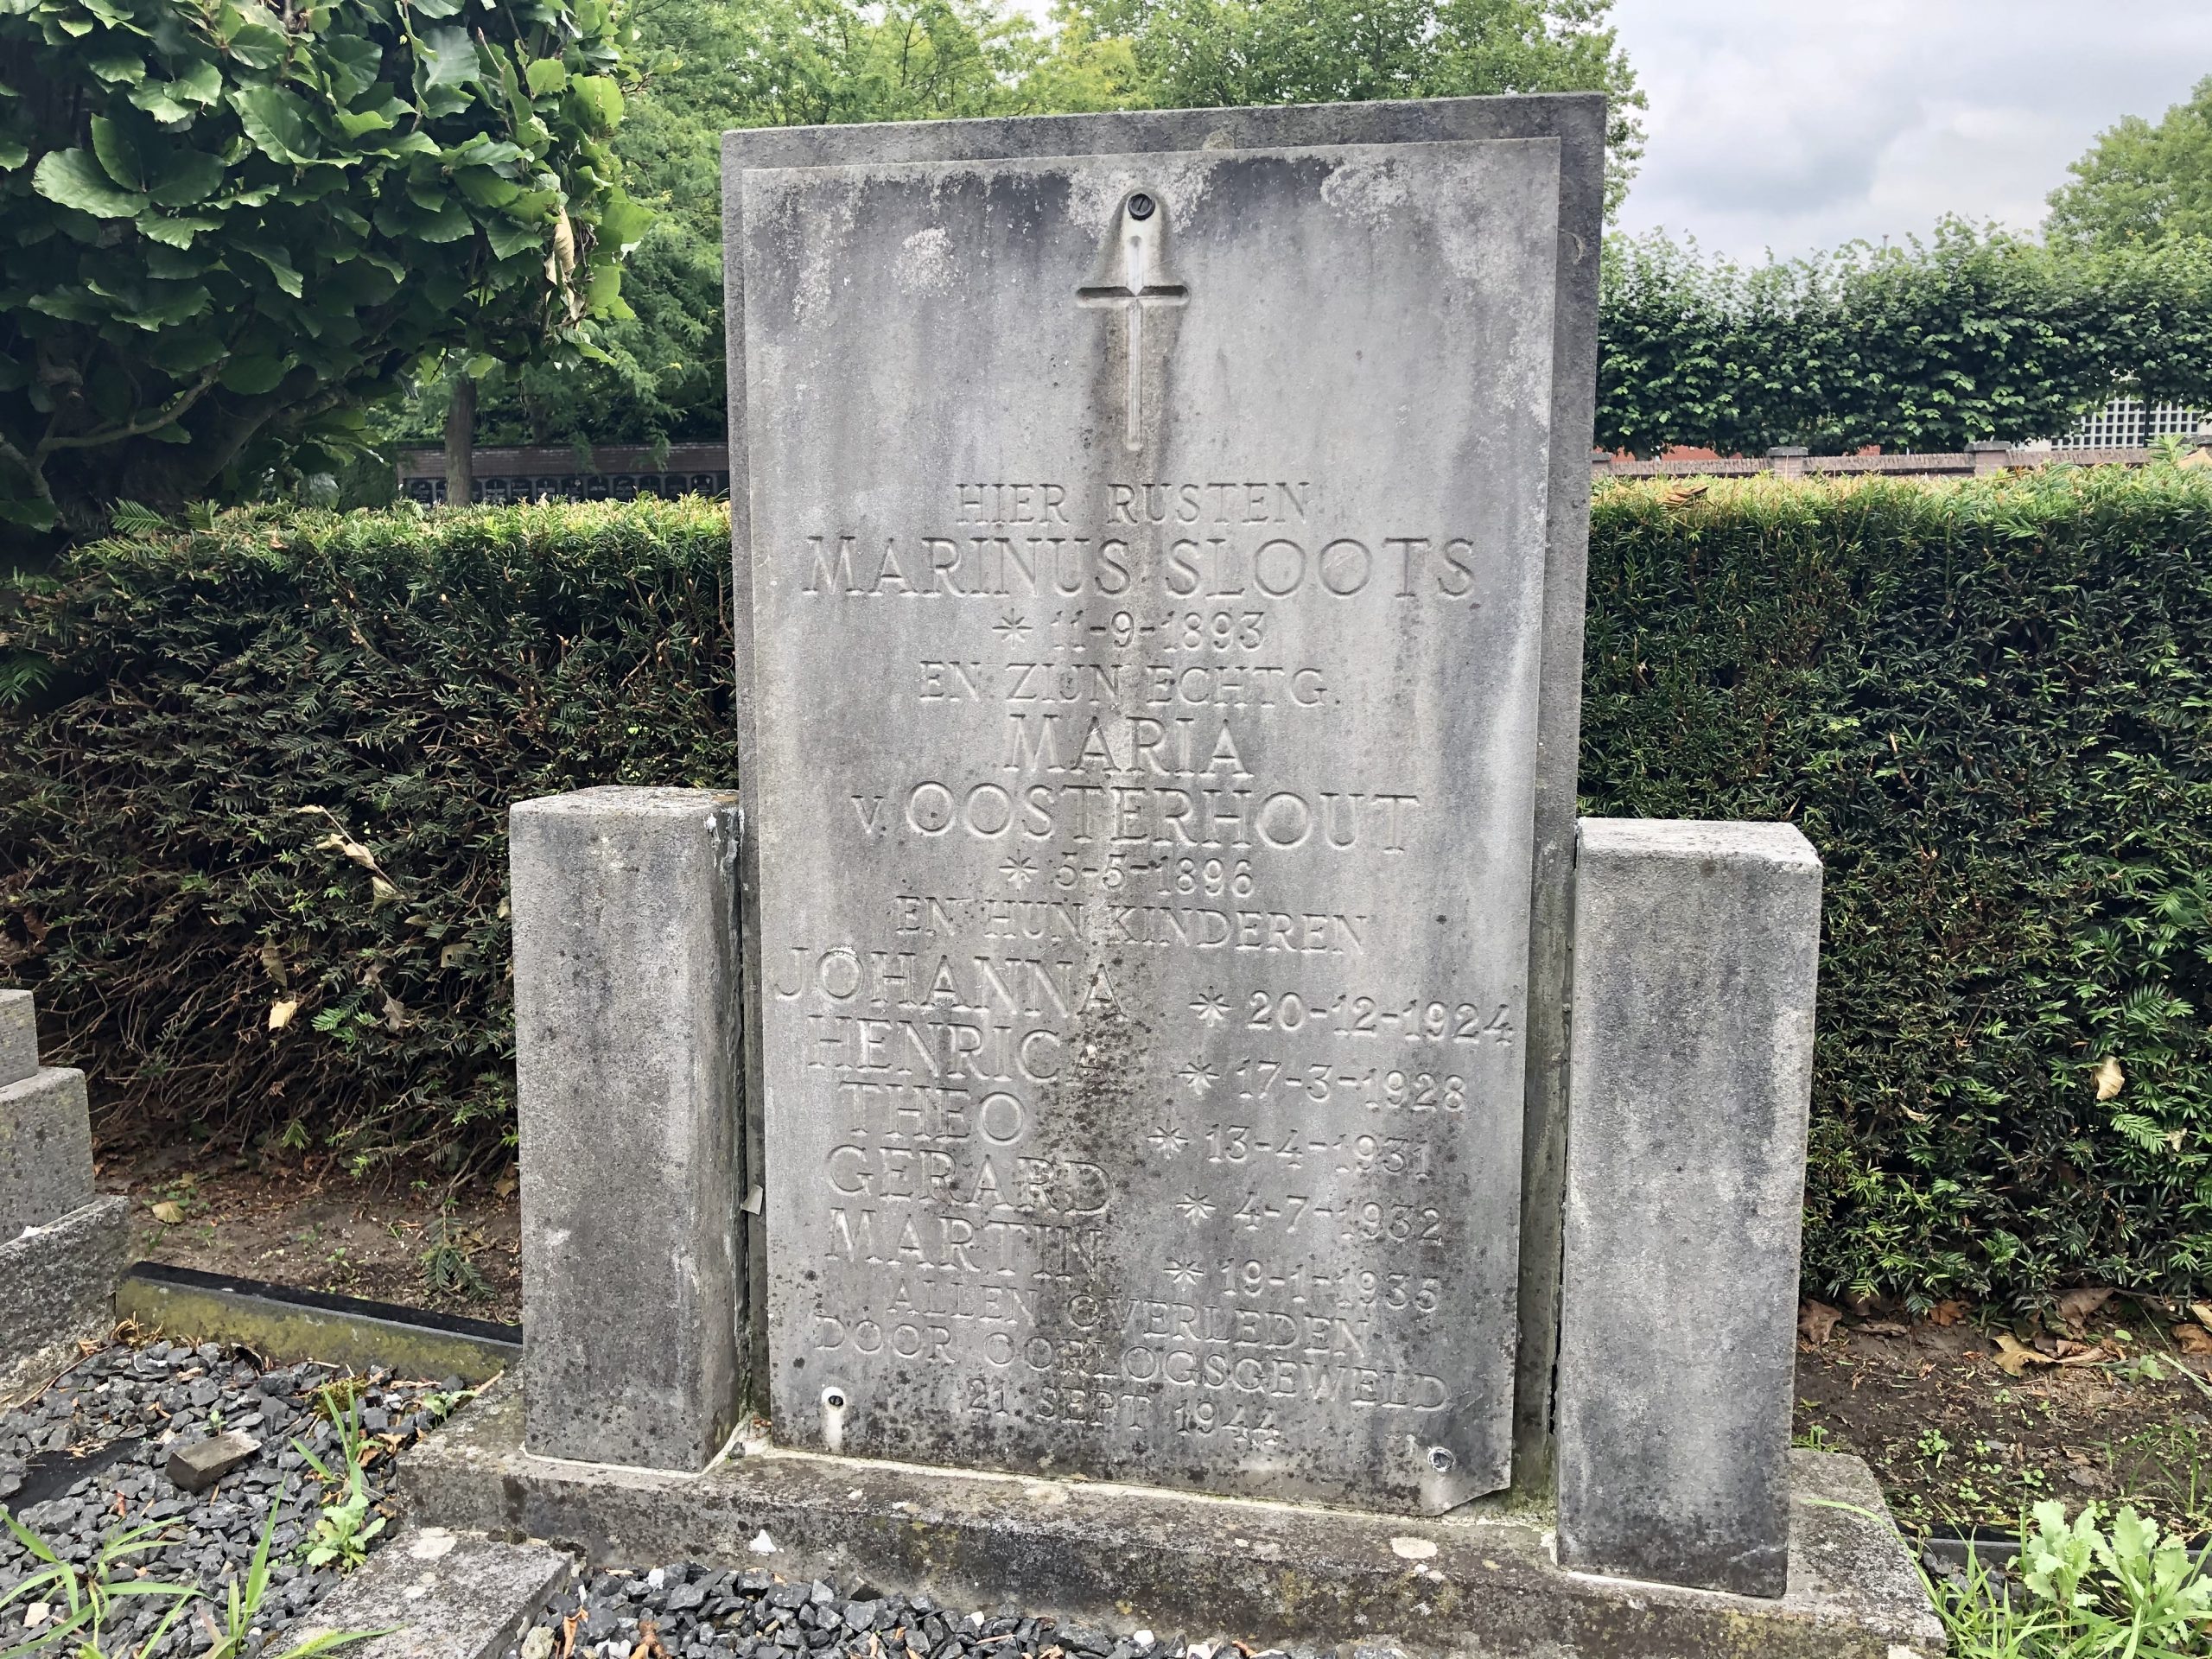 HIER RUSTEN
MARINUS SLOOTS
* 11-9-1893
EN ZIJN ECHTG.
MARIA
v. OOSTERHOUT
* 5-5-1896
EN HUN KINDEREN
JOHANNA * 20-12-1924
HENRICA * 17-3-1928
THEO * 13-4-1931
GERARD * 4-7-1932
MARTIN * 19-1-1935
ALLEN OVERLEDEN
DOOR OORLOGSGEWELD
21 SEPT 1944